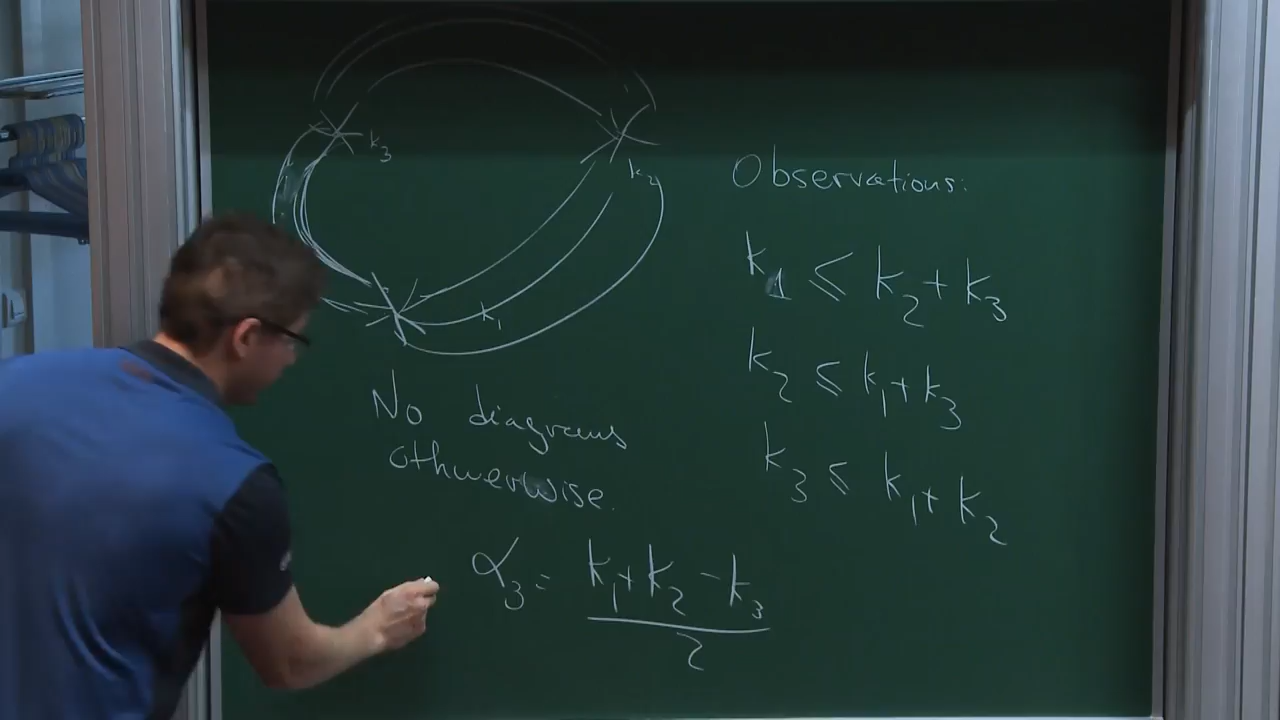 k₃
k₂
k₁
Observations:
k₁ ≤ k₂ + k₃
k₂ ≤ k₁ + k₃
k₃ ≤ k₁ + k₂
No diagrams
othwerwise.
α₃ = (k₁ + k₂ - k₃) / 2